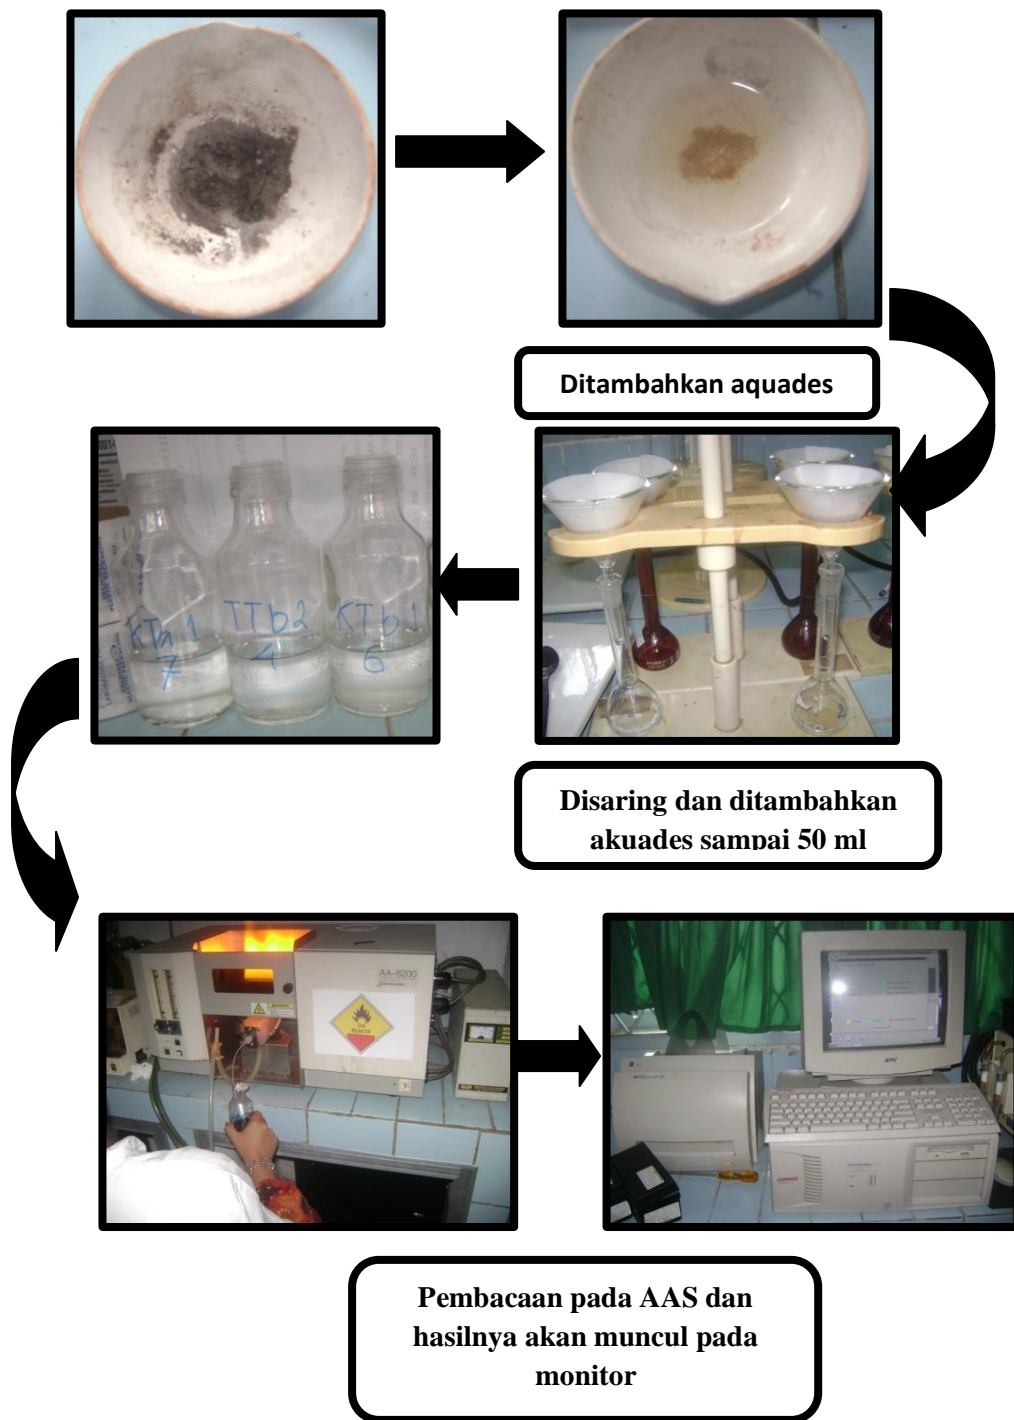 Ditambahkan aquades
KTa 1
7
TTb2
4
KTb 1
6
Disaring dan ditambahkan
akuades sampai 50 ml
AA-6200
REAKTIF
Pembacaan pada AAS dan
hasilnya akan muncul pada
monitor